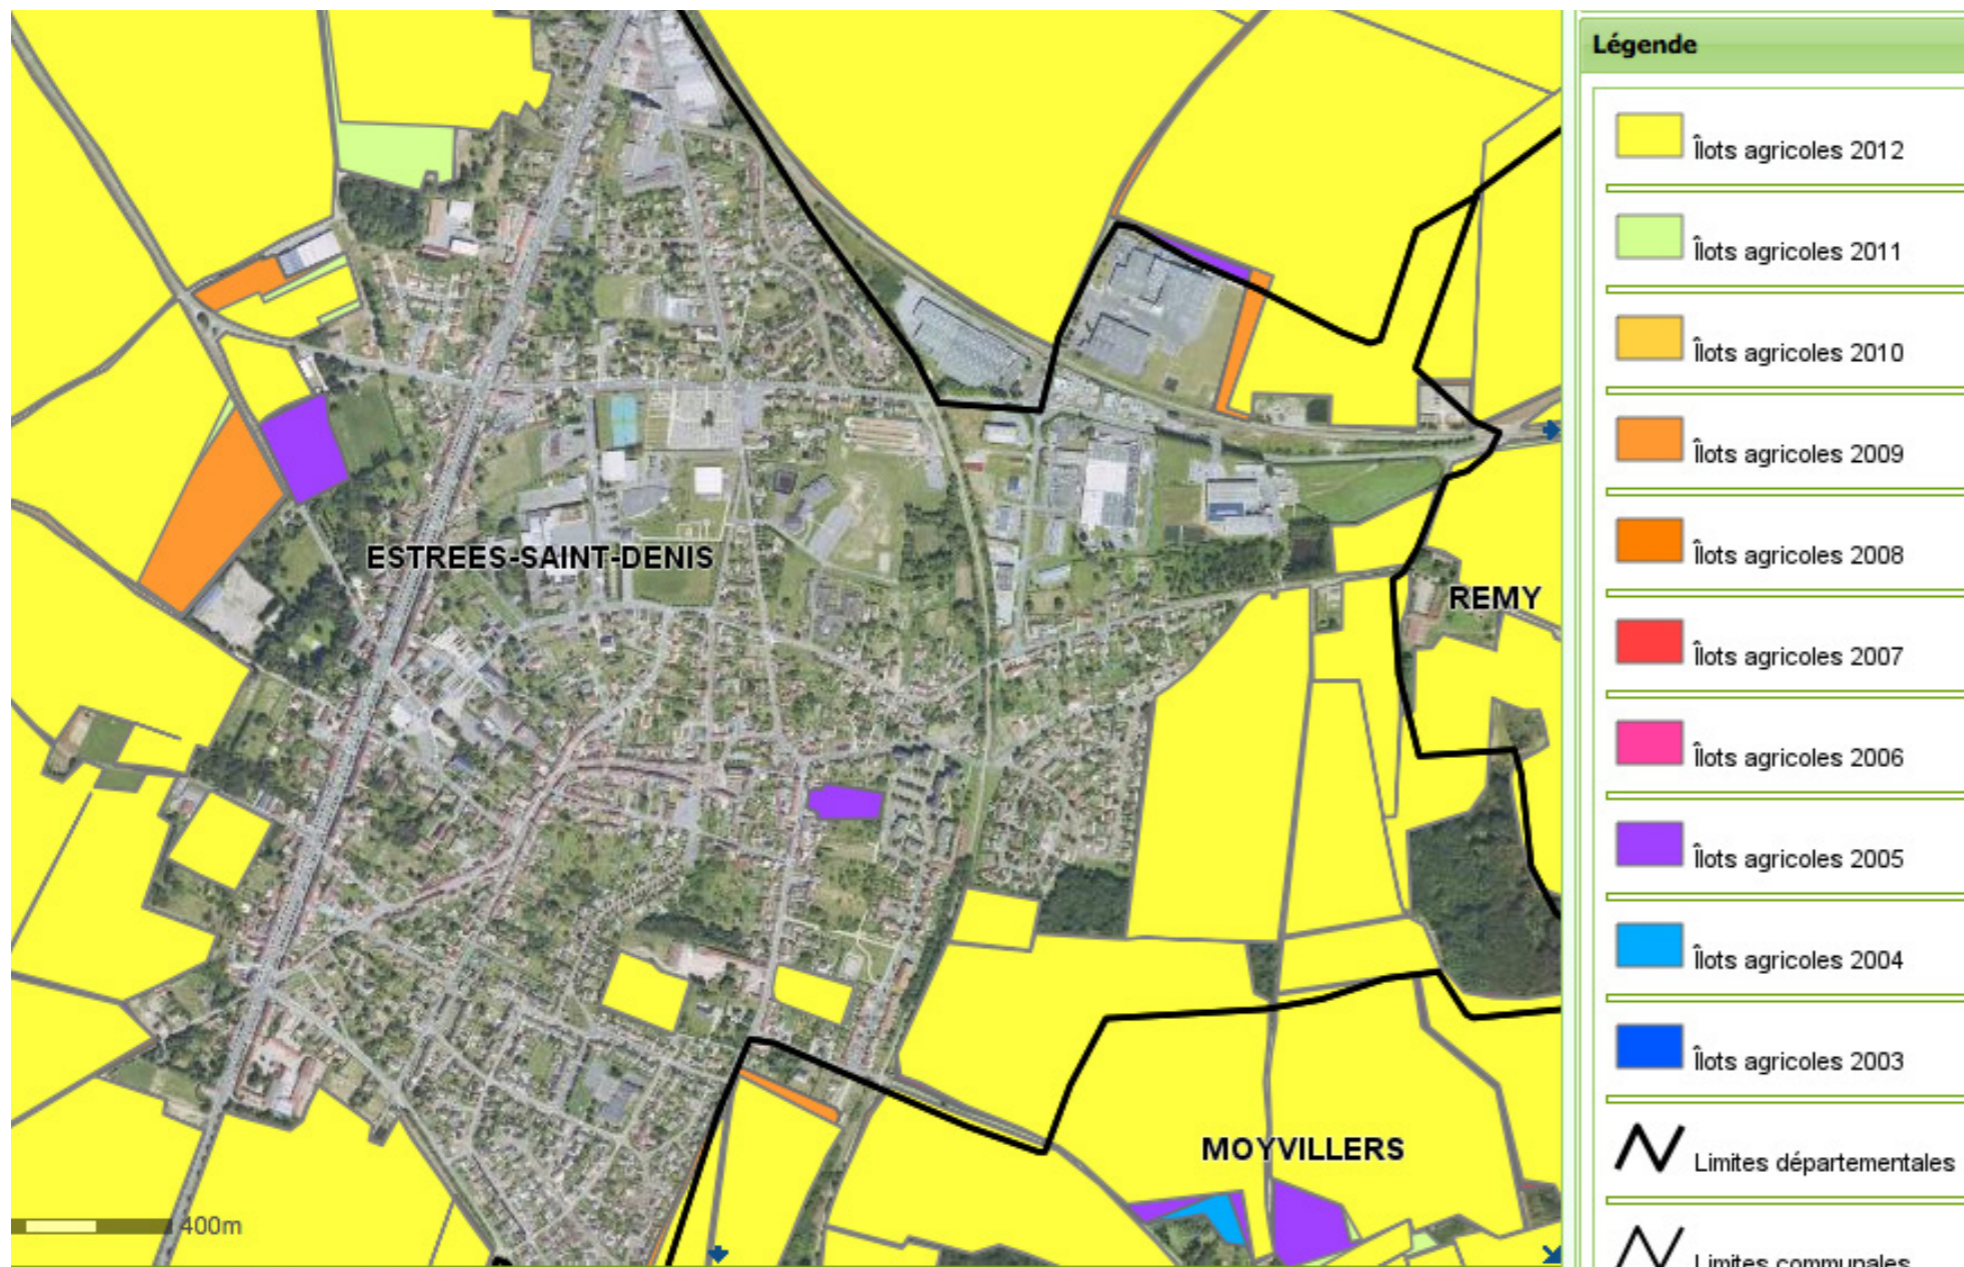 Légende
Îlots agricoles 2012
Îlots agricoles 2011
Îlots agricoles 2010
Îlots agricoles 2009
Îlots agricoles 2008
Îlots agricoles 2007
Îlots agricoles 2006
Îlots agricoles 2005
Îlots agricoles 2004
Îlots agricoles 2003
Limites départementales
Limites communales
ESTREES-SAINT-DENIS
REMY
MOYVILLERS
400m